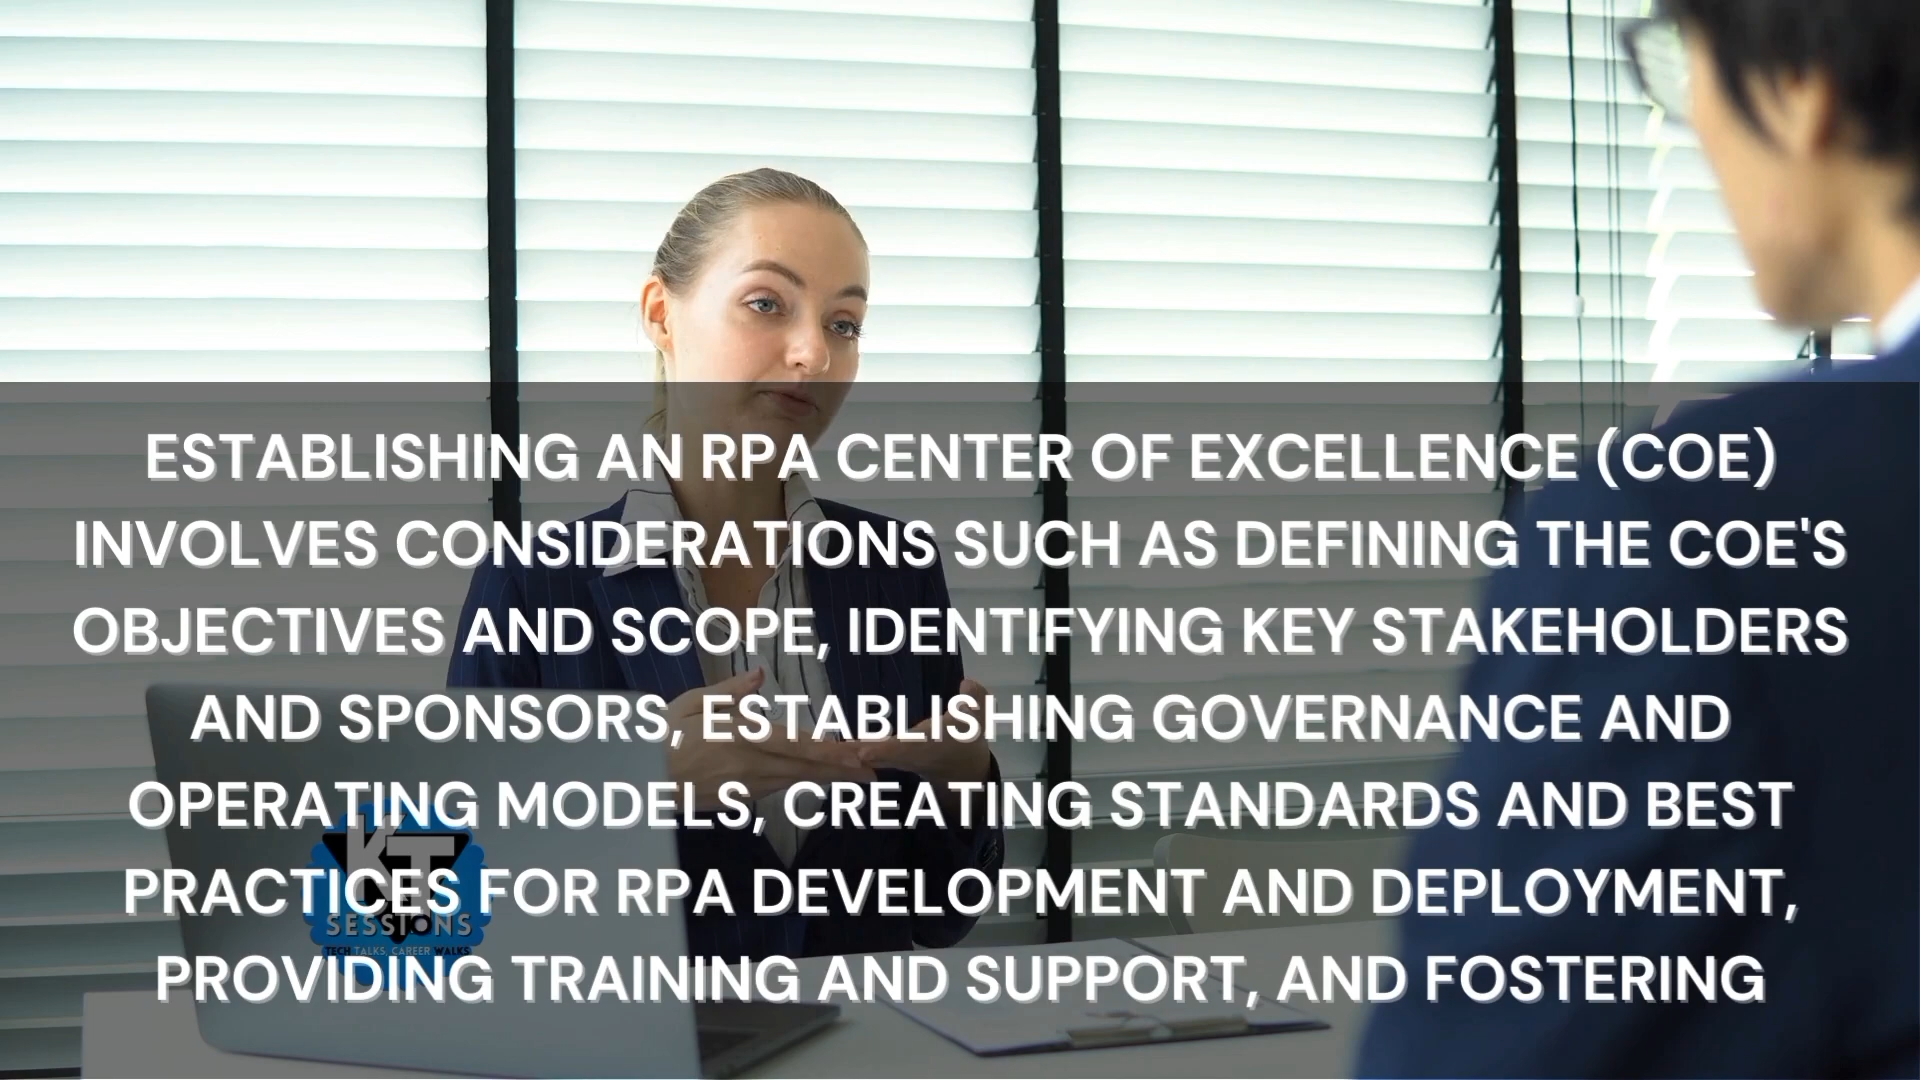 ESTABLISHING AN RPA CENTER OF EXCELLENCE (COE)
INVOLVES CONSIDERATIONS SUCH AS DEFINING THE COE'S
OBJECTIVES AND SCOPE, IDENTIFYING KEY STAKEHOLDERS
AND SPONSORS, ESTABLISHING GOVERNANCE AND
OPERATING MODELS, CREATING STANDARDS AND BEST
PRACTICES FOR RPA DEVELOPMENT AND DEPLOYMENT,
PROVIDING TRAINING AND SUPPORT, AND FOSTERING
KT
SESSIONS
TECH TALKS, CAREER WALKS